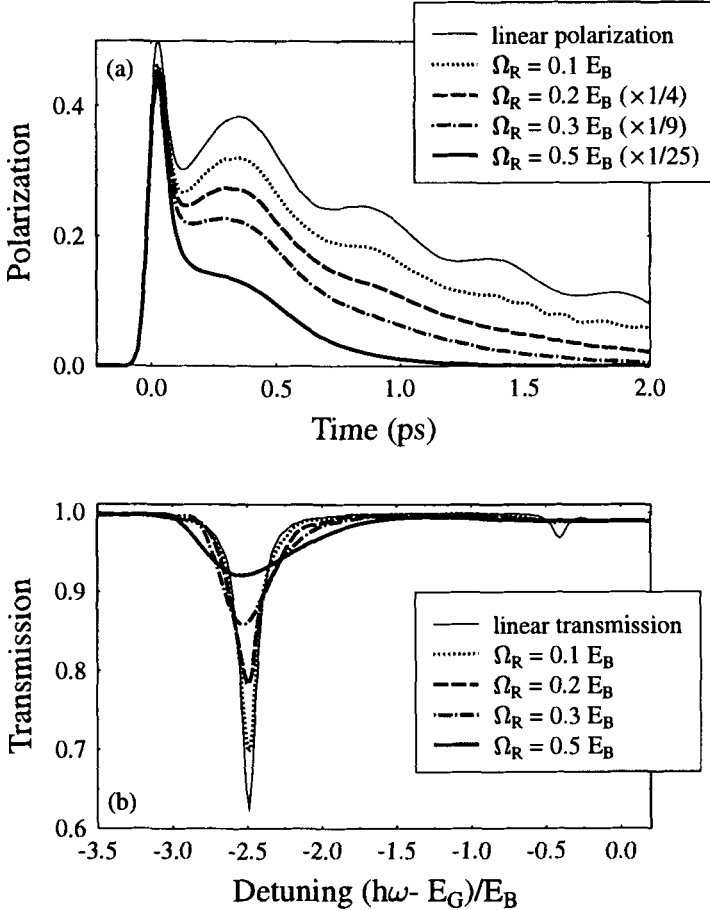 linear polarization
Ω_R = 0.1 E_B
Ω_R = 0.2 E_B (×1/4)
Ω_R = 0.3 E_B (×1/9)
Ω_R = 0.5 E_B (×1/25)
(a)
0.4
0.2
0.0
Polarization
0.0 0.5 1.0 1.5 2.0
Time (ps)
1.0
0.9
0.8
0.7
0.6
Transmission
linear transmission
Ω_R = 0.1 E_B
Ω_R = 0.2 E_B
Ω_R = 0.3 E_B
Ω_R = 0.5 E_B
(b)
-3.5 -3.0 -2.5 -2.0 -1.5 -1.0 -0.5 0.0
Detuning (hω- E_G)/E_B